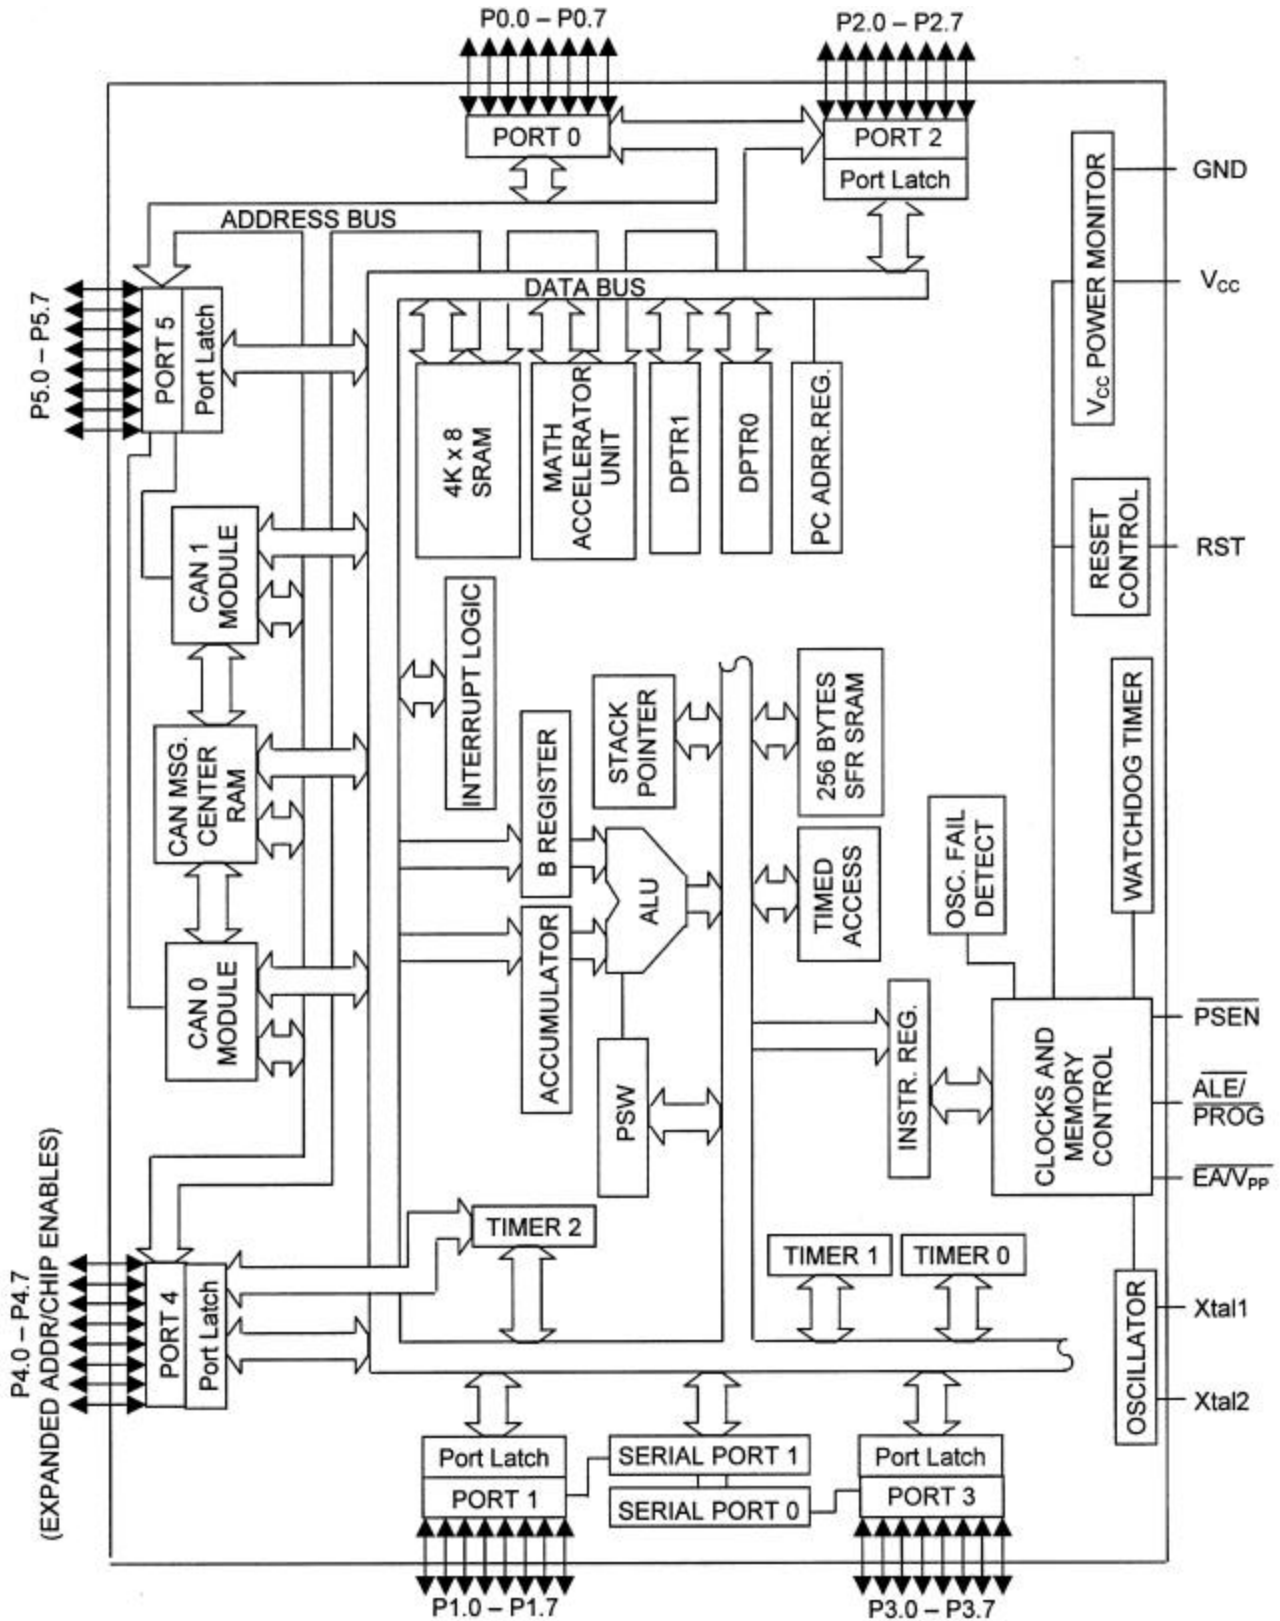 P0.0 – P0.7
P2.0 – P2.7
PORT 0
PORT 2
Port Latch
GND
VCC POWER MONITOR
VCC
ADDRESS BUS
DATA BUS
P5.0 – P5.7
PORT 5
Port Latch
4K x 8
SRAM
MATH
ACCELERATOR
UNIT
DPTR1
DPTR0
PC ADRR.REG.
RESET
CONTROL
RST
CAN 1
MODULE
INTERRUPT LOGIC
STACK
POINTER
256 BYTES
SFR SRAM
WATCHDOG TIMER
CAN MSG.
CENTER
RAM
B REGISTER
ALU
TIMED
ACCESS
OSC. FAIL
DETECT
CAN 0
MODULE
ACCUMULATOR
PSW
INSTR. REG.
CLOCKS AND
MEMORY
CONTROL
PSEN
ALE/
PROG
EA/VPP
P4.0 – P4.7
(EXPANDED ADDR/CHIP ENABLES)
PORT 4
Port Latch
TIMER 2
TIMER 1
TIMER 0
OSCILLATOR
Xtal1
Xtal2
Port Latch
PORT 1
SERIAL PORT 1
SERIAL PORT 0
Port Latch
PORT 3
P1.0 – P1.7
P3.0 – P3.7